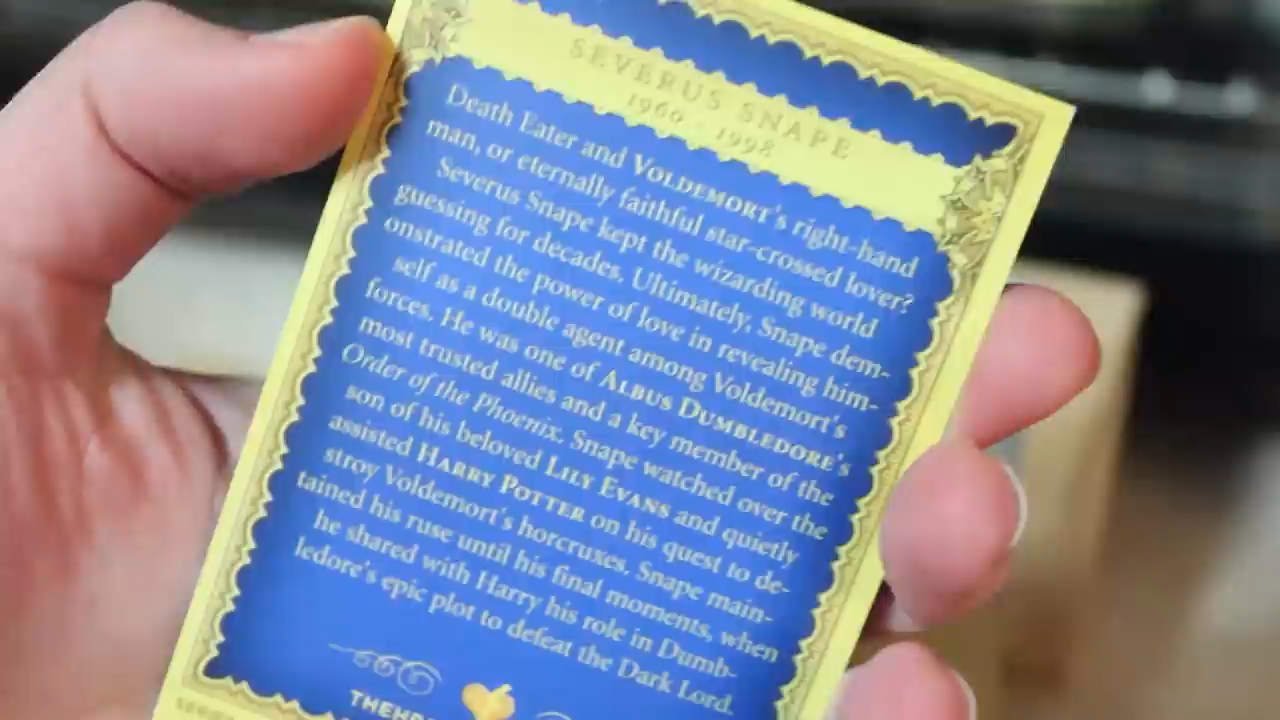 SEVERUS SNAPE
1960 - 1998
Death Eater and VOLDEMORT's right-hand
man, or eternally faithful star-crossed lover?
Severus Snape kept the wizarding world
guessing for decades. Ultimately, Snape dem-
onstrated the power of love in revealing him-
self as a double agent among Voldemort's
forces. He was one of ALBUS DUMBLEDORE's
most trusted allies and a key member of the
Order of the Phoenix. Snape watched over the
son of his beloved LILY EVANS and quietly
assisted HARRY POTTER on his quest to de-
stroy Voldemort's horcruxes. Snape main-
tained his ruse until his final moments, when
he shared with Harry his role in Dumb-
ledore's epic plot to defeat the Dark Lord.